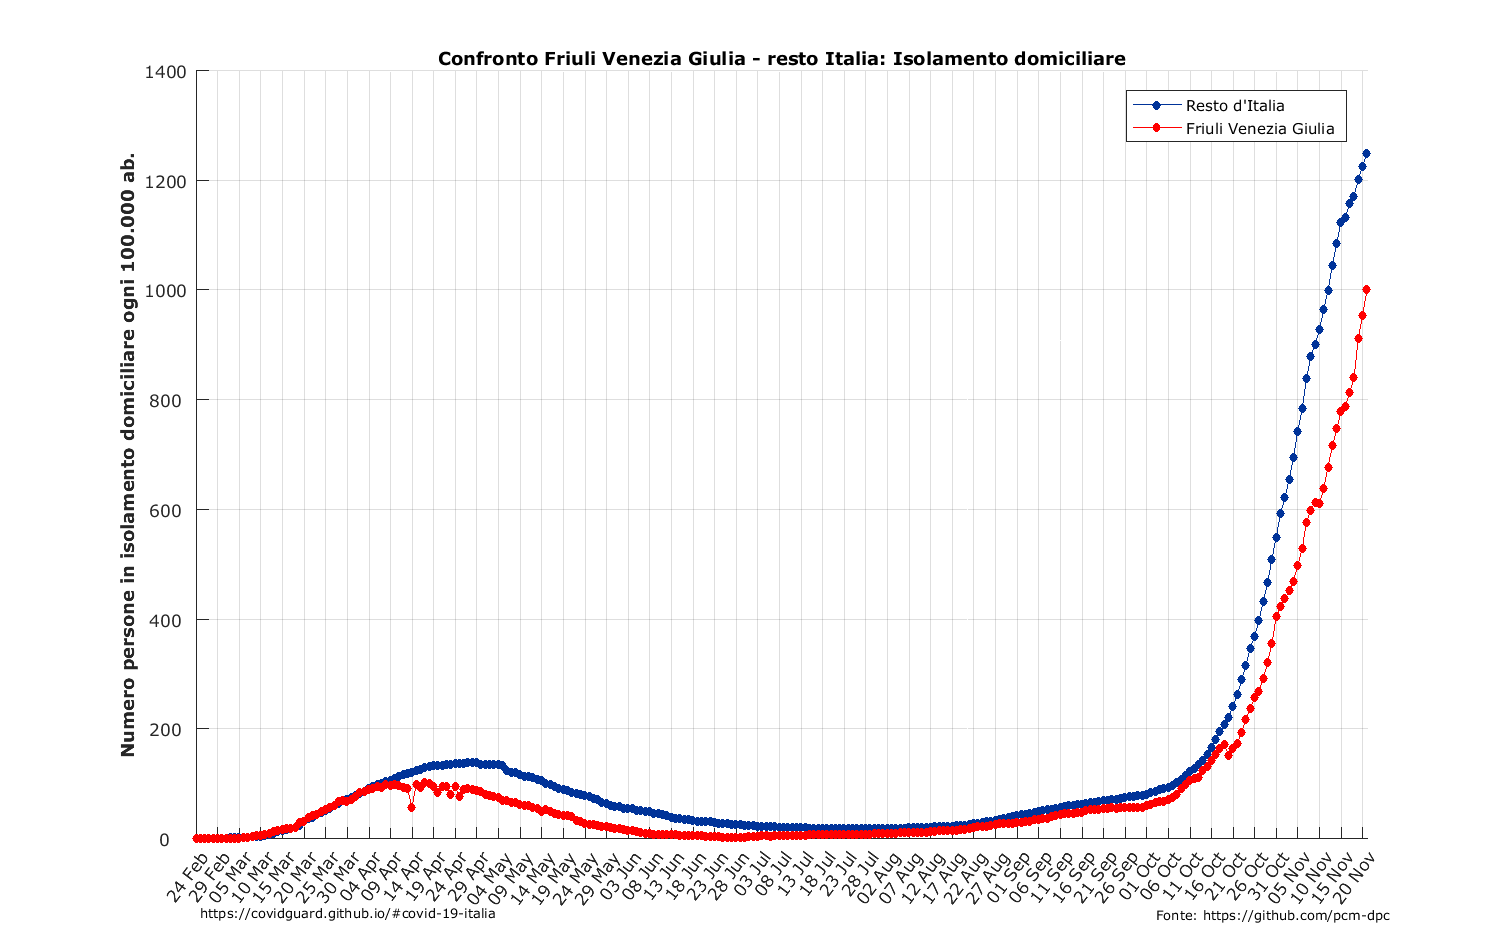 Confronto Friuli Venezia Giulia - resto Italia: Isolamento domiciliare
Resto d'Italia
Friuli Venezia Giulia
Numero persone in isolamento domiciliare ogni 100.000 ab.
1400
1200
1000
800
600
400
200
0
24 Feb
29 Feb
05 Mar
10 Mar
15 Mar
20 Mar
25 Mar
30 Mar
04 Apr
09 Apr
14 Apr
19 Apr
24 Apr
29 Apr
04 May
09 May
14 May
19 May
24 May
29 May
03 Jun
08 Jun
13 Jun
18 Jun
23 Jun
28 Jun
03 Jul
08 Jul
13 Jul
18 Jul
23 Jul
28 Jul
02 Aug
07 Aug
12 Aug
17 Aug
22 Aug
27 Aug
01 Sep
06 Sep
11 Sep
16 Sep
21 Sep
26 Sep
01 Oct
06 Oct
11 Oct
16 Oct
21 Oct
26 Oct
31 Oct
05 Nov
10 Nov
15 Nov
20 Nov
https://covidguard.github.io/#covid-19-italia
Fonte: https://github.com/pcm-dpc